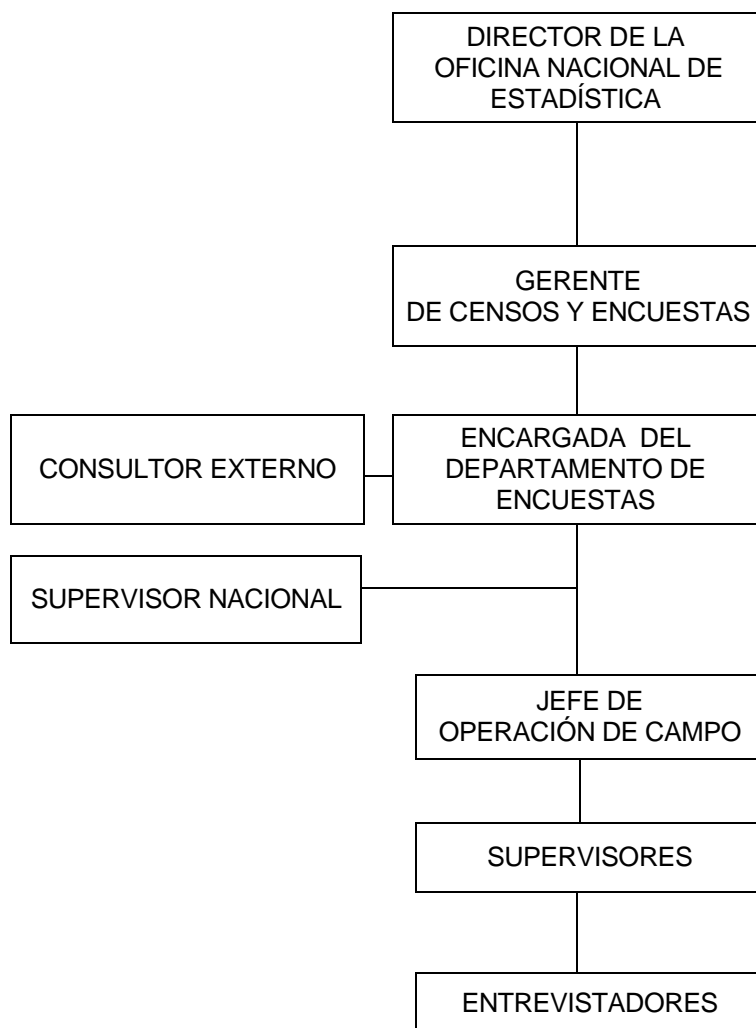 DIRECTOR DE LA
OFICINA NACIONAL DE
ESTADÍSTICA
GERENTE
DE CENSOS Y ENCUESTAS
CONSULTOR EXTERNO
ENCARGADA DEL
DEPARTAMENTO DE
ENCUESTAS
SUPERVISOR NACIONAL
JEFE DE
OPERACIÓN DE CAMPO
SUPERVISORES
ENTREVISTADORES